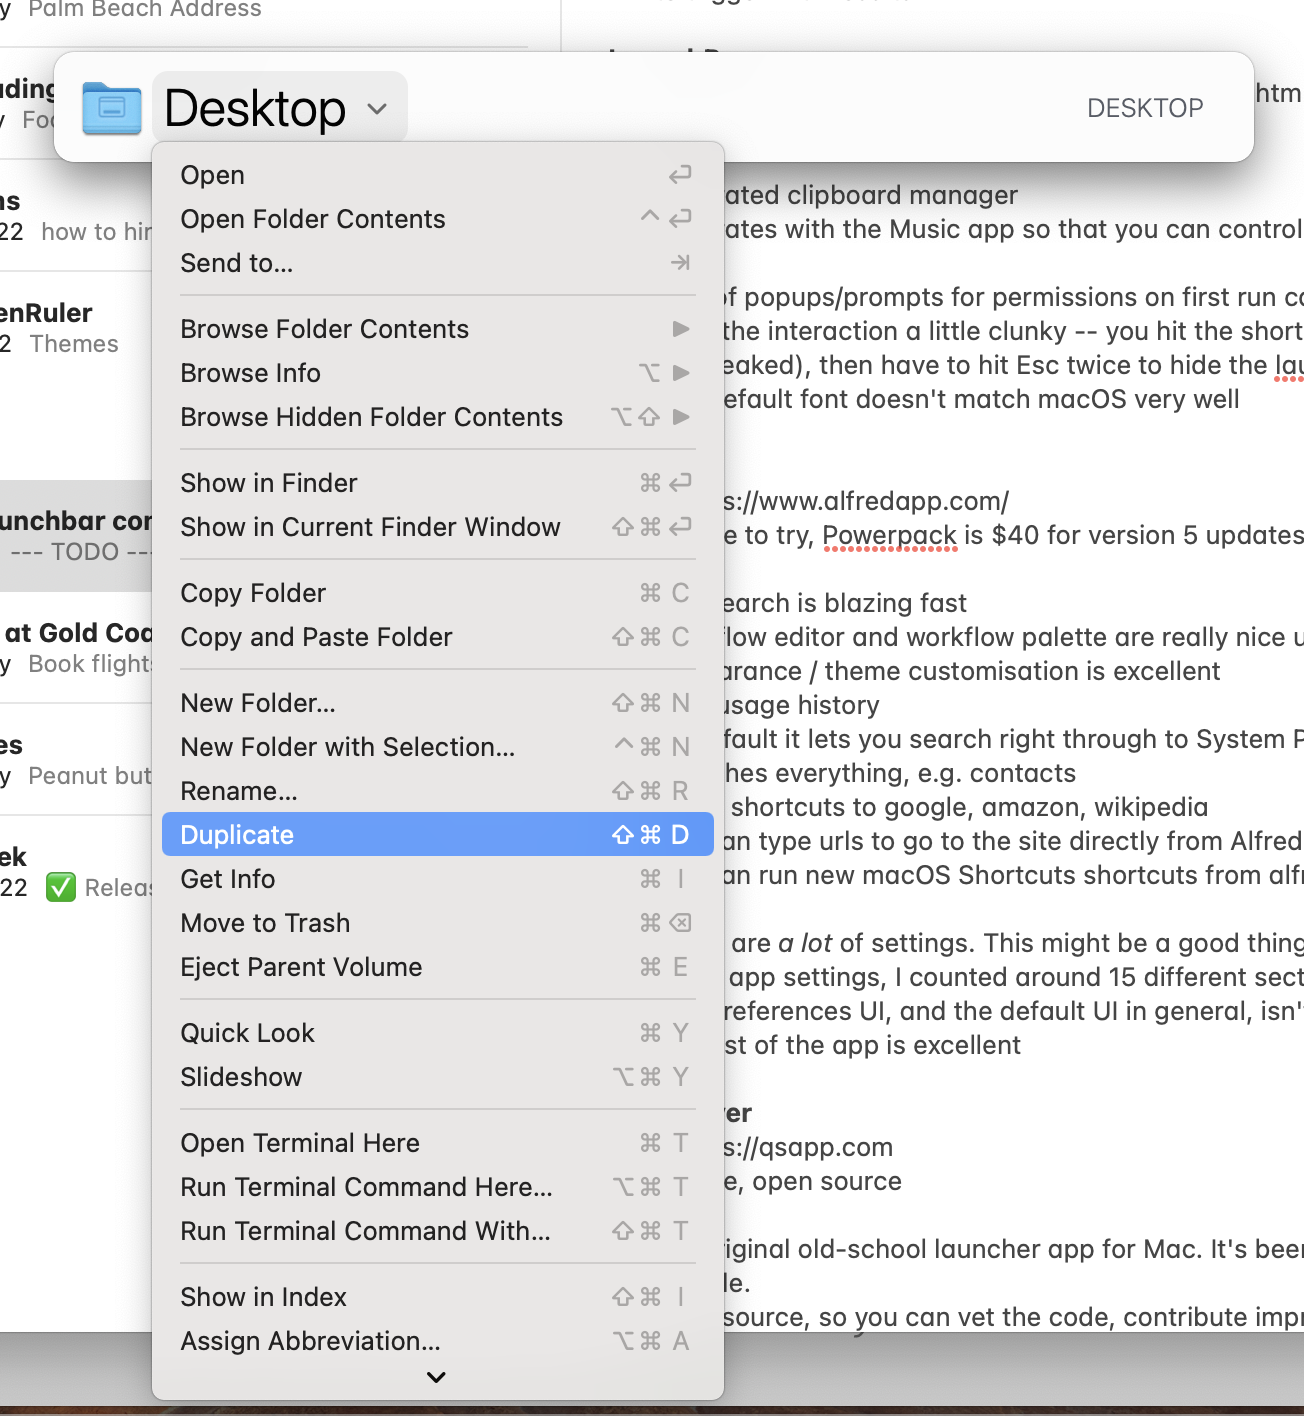 y Palm Beach Address
Desktop
DESKTOP
Open
Open Folder Contents
Send to...
Browse Folder Contents
Browse Info
Browse Hidden Folder Contents
Show in Finder
Show in Current Finder Window
Copy Folder ⌘ C
Copy and Paste Folder ⇧⌘ C
New Folder... ⇧⌘ N
New Folder with Selection... ^⌘ N
Rename... ⇧⌘ R
Duplicate ⇧⌘ D
Get Info ⌘ I
Move to Trash ⌘⌫
Eject Parent Volume ⌘ E
Quick Look ⌘ Y
Slideshow ⌥⌘ Y
Open Terminal Here ⌘ T
Run Terminal Command Here... ⌥⌘ T
Run Terminal Command With... ⇧⌘ T
Show in Index ⇧⌘ I
Assign Abbreviation... ⌥⌘ A
ding
y Foo
ns
22 how to hir
enRuler
2 Themes
unchbar con
--- TODO ---
at Gold Coa
y Book flights
es
y Peanut but
ek
22 ✅ Releas
htm
ated clipboard manager
ates with the Music app so that you can control
of popups/prompts for permissions on first run co
the interaction a little clunky -- you hit the short
eaked), then have to hit Esc twice to hide the lau
efault font doesn't match macOS very well
s://www.alfredapp.com/
e to try, Powerpack is $40 for version 5 updates
earch is blazing fast
flow editor and workflow palette are really nice u
arance / theme customisation is excellent
usage history
fault it lets you search right through to System P
hes everything, e.g. contacts
shortcuts to google, amazon, wikipedia
an type urls to go to the site directly from Alfred
an run new macOS Shortcuts shortcuts from alfr
are a lot of settings. This might be a good thing
app settings, I counted around 15 different sect
references UI, and the default UI in general, isn'
st of the app is excellent
ver
s://qsapp.com
e, open source
iginal old-school launcher app for Mac. It's beer
le.
source, so you can vet the code, contribute impr